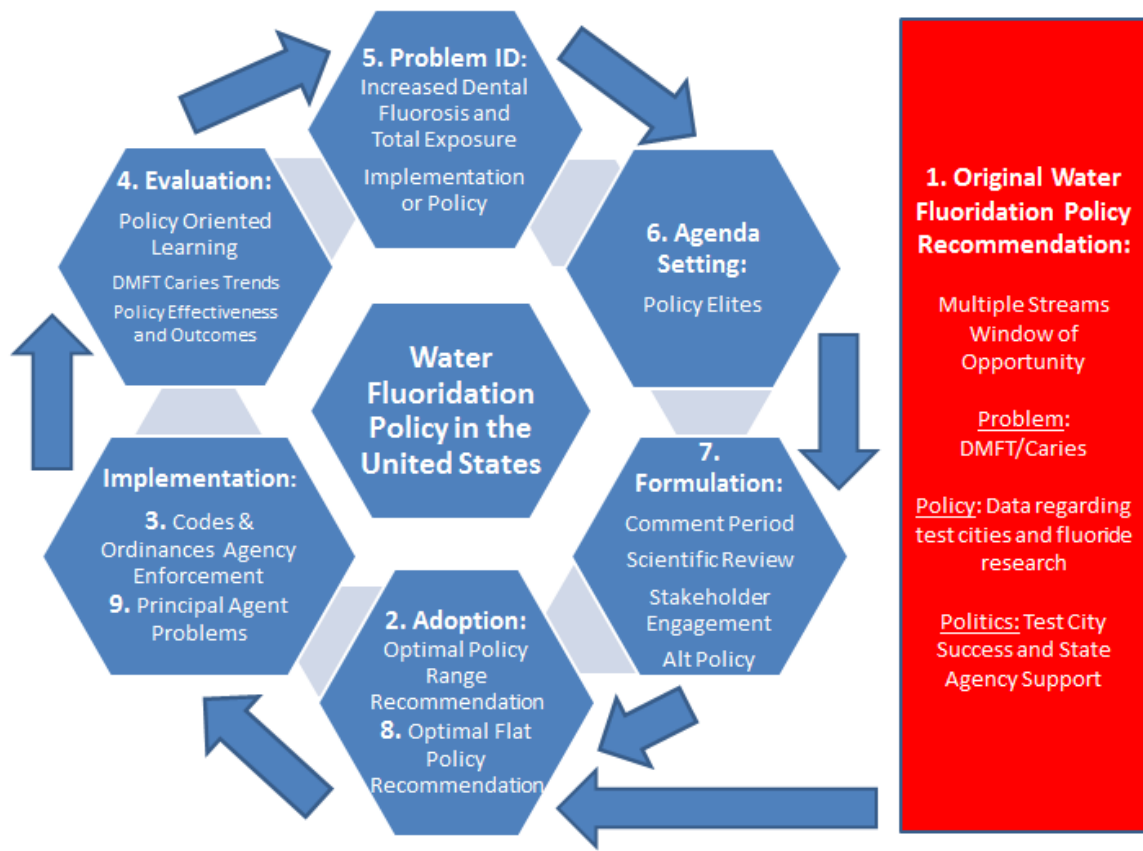 5. Problem ID:
Increased Dental
Fluorosis and
Total Exposure
Implementation
or Policy
4. Evaluation:
Policy Oriented
Learning
DMFT Caries Trends
Policy Effectiveness
and Outcomes
6. Agenda
Setting:
Policy Elites
Water
Fluoridation
Policy in the
United States
Implementation:
3. Codes &
Ordinances Agency
Enforcement
9. Principal Agent
Problems
7.
Formulation:
Comment Period
Scientific Review
Stakeholder
Engagement
Alt Policy
2. Adoption:
Optimal Policy
Range
Recommendation
8. Optimal Flat
Policy
Recommendation
1. Original Water
Fluoridation Policy
Recommendation:
Multiple Streams
Window of
Opportunity
Problem:
DMFT/Caries
Policy: Data regarding
test cities and fluoride
research
Politics: Test City
Success and State
Agency Support